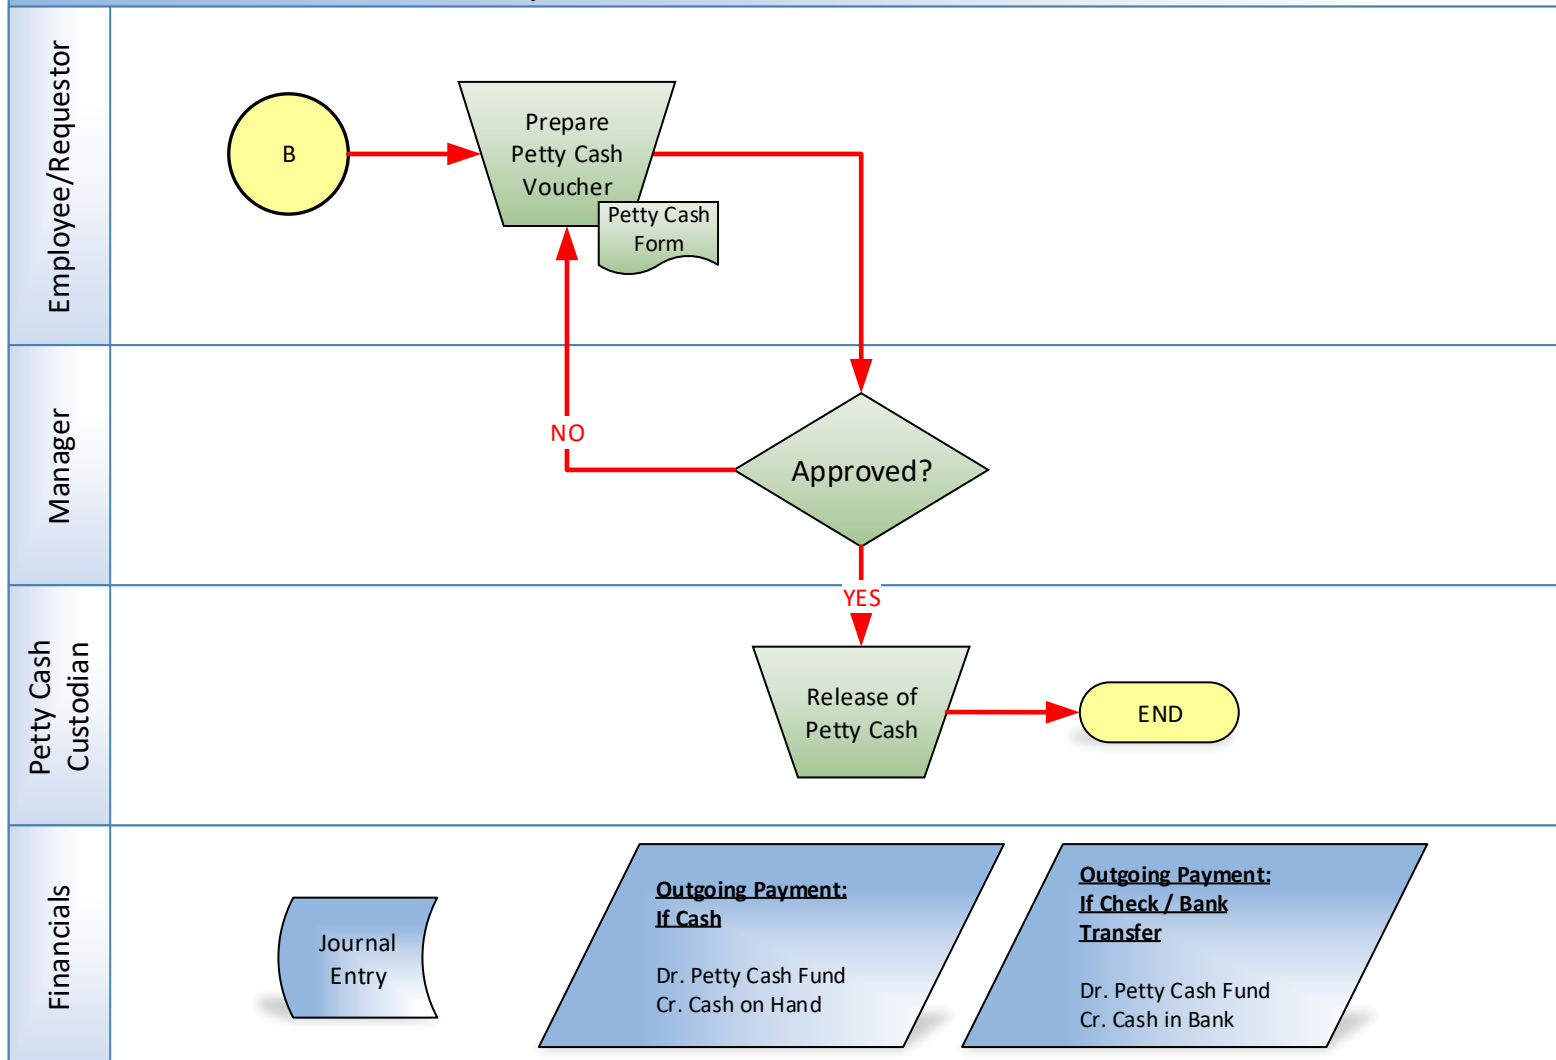 Employee/Requestor
B
Prepare
Petty Cash
Voucher
Petty Cash
Form
Manager
NO
Approved?
YES
Petty Cash
Custodian
Release of
Petty Cash
END
Financials
Journal
Entry
Outgoing Payment:
If Cash
Dr. Petty Cash Fund
Cr. Cash on Hand
Outgoing Payment:
If Check / Bank
Transfer
Dr. Petty Cash Fund
Cr. Cash in Bank